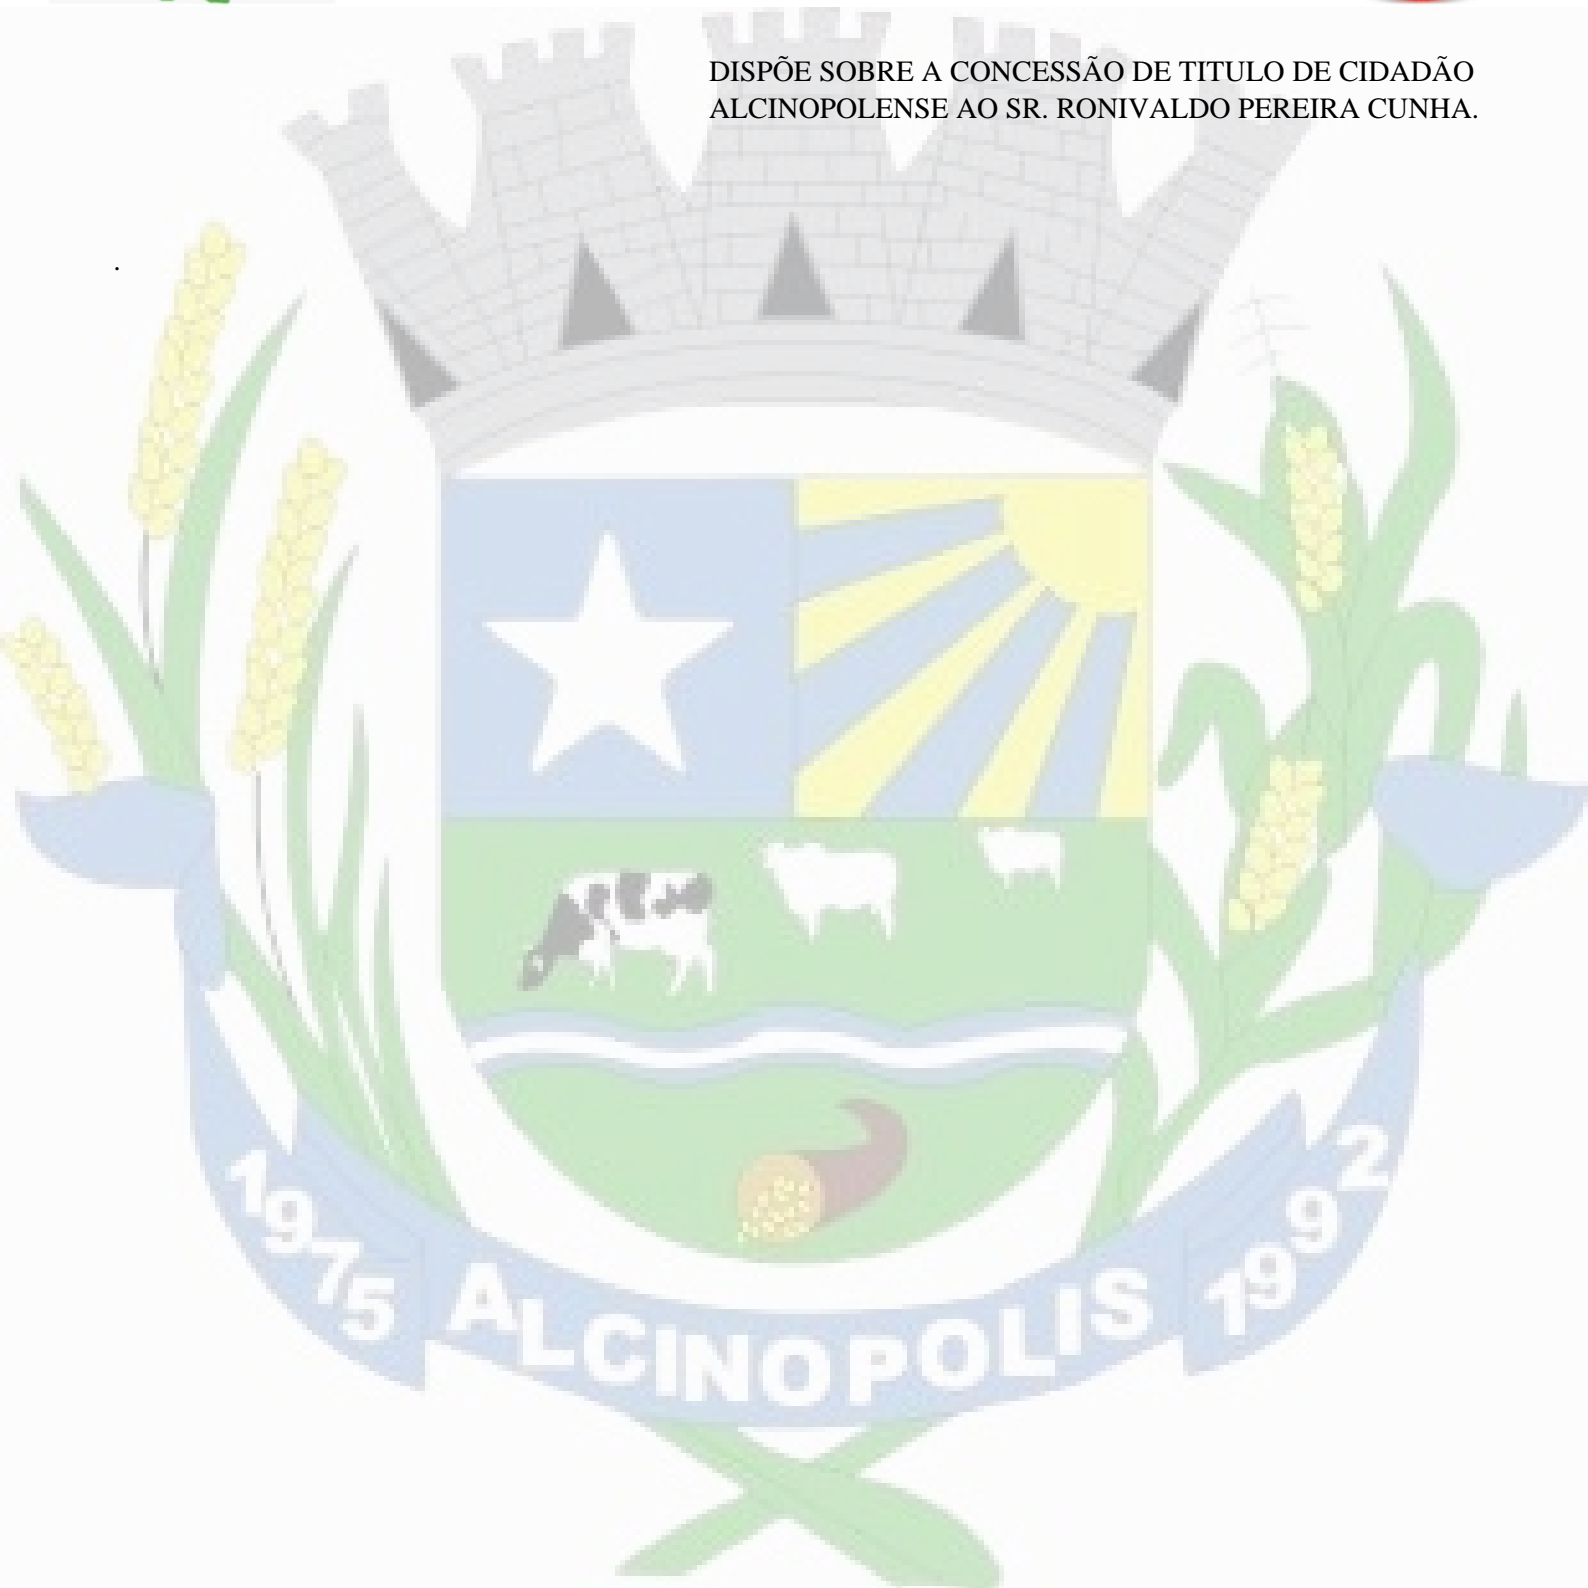 DISPÕE SOBRE A CONCESSÃO DE TITULO DE CIDADÃO
ALCINOPOLENSE AO SR. RONIVALDO PEREIRA CUNHA.
.
1975 ALCINOPOLIS 1992